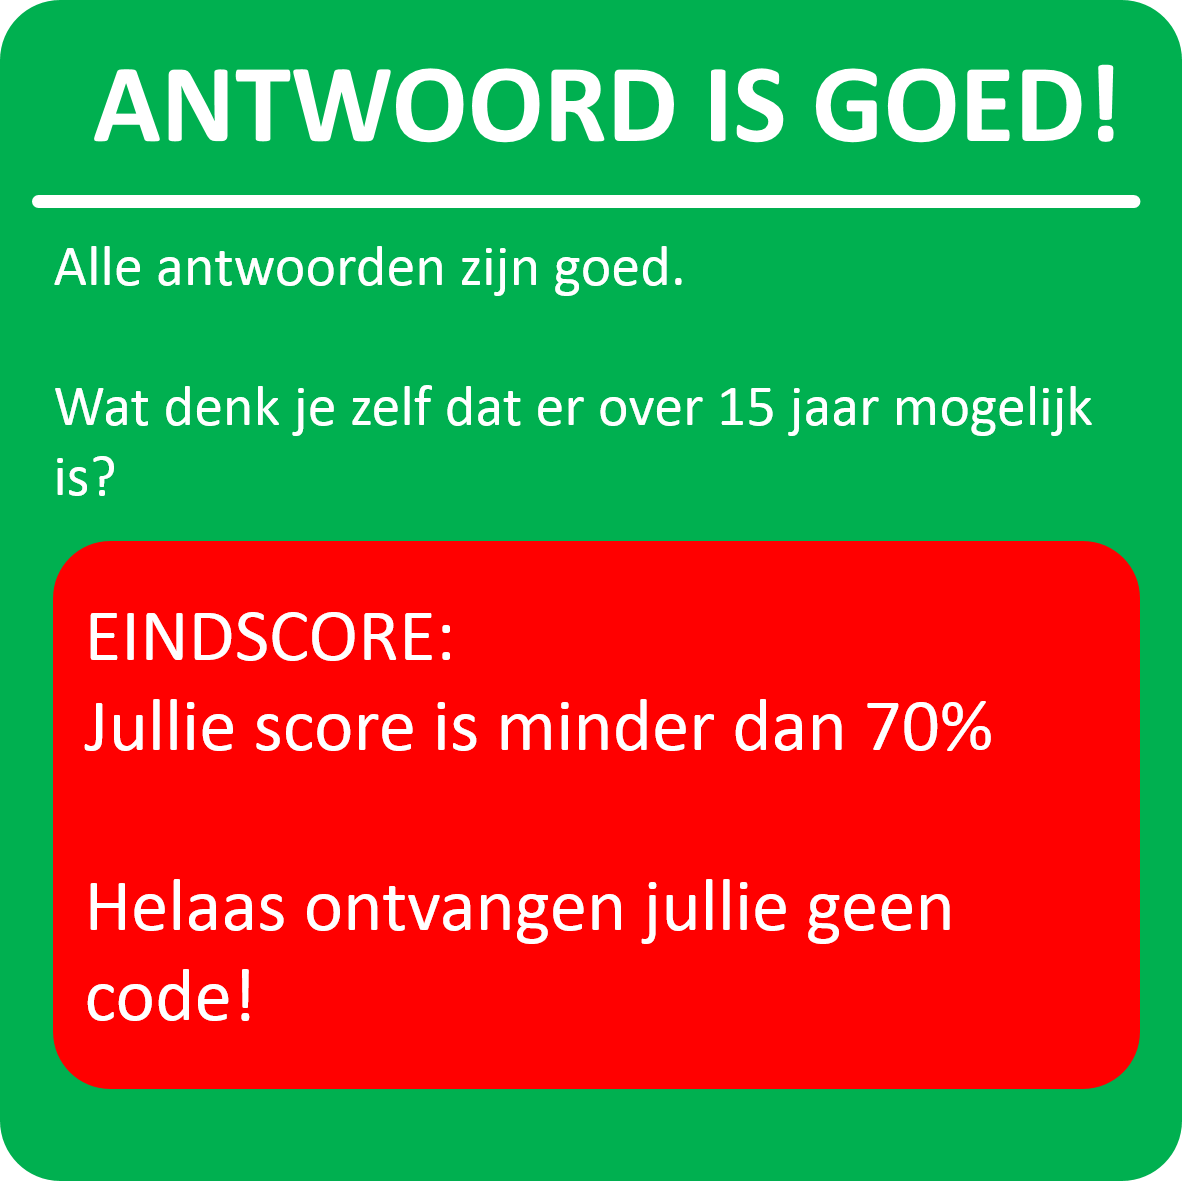 ANTWOORD IS GOED!
Alle antwoorden zijn goed.
Wat denk je zelf dat er over 15 jaar mogelijk
is?
EINDSCORE:
Jullie score is minder dan 70%
Helaas ontvangen jullie geen
code!